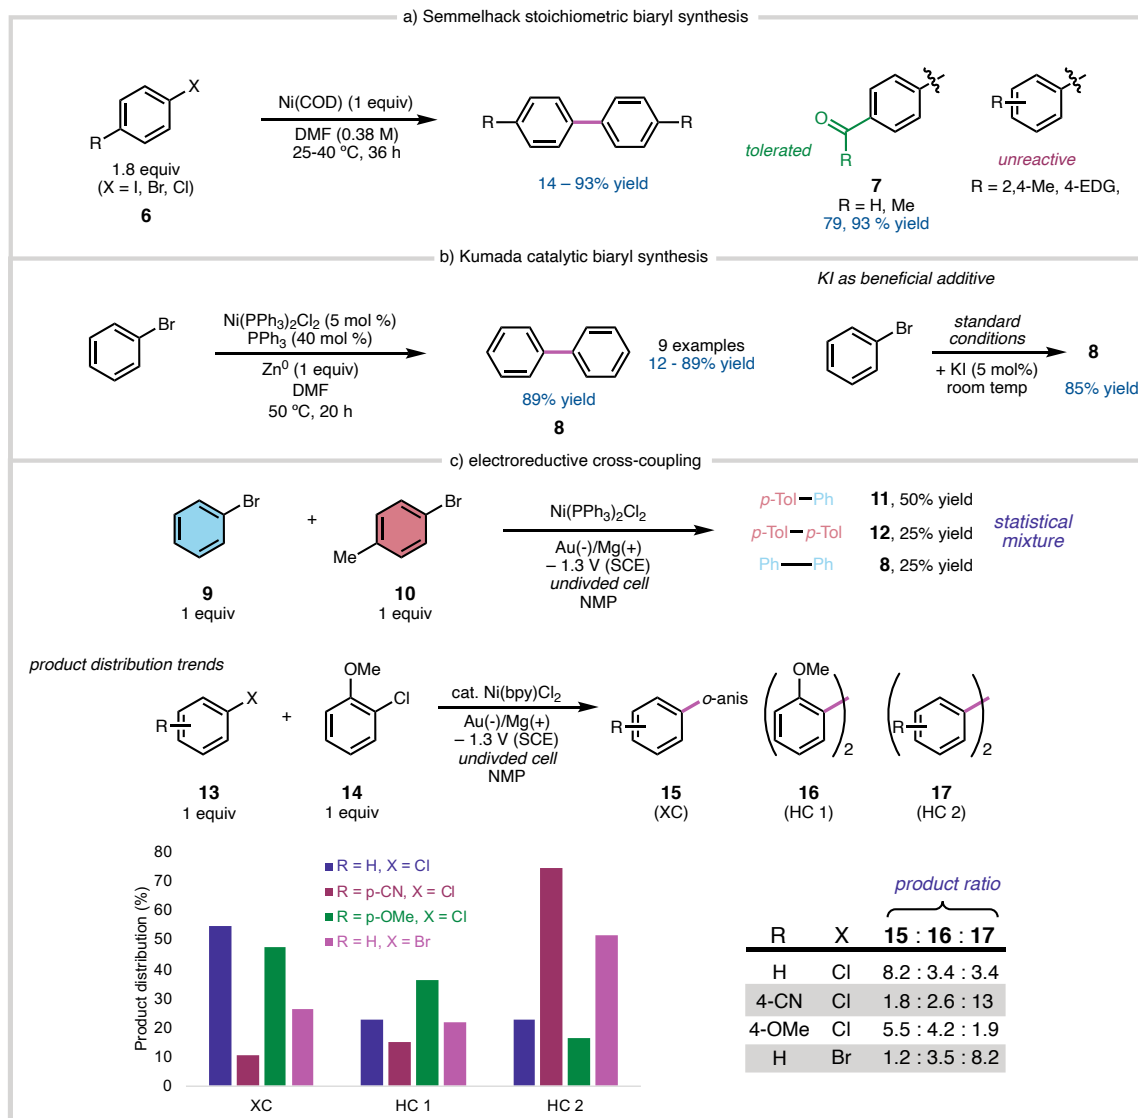 a) Semmelhack stoichiometric biaryl synthesis
X
R
1.8 equiv
(X = I, Br, Cl)
6
Ni(COD) (1 equiv)
DMF (0.38 M)
25-40 ºC, 36 h
R
R
14 – 93% yield
tolerated
O
R
7
R = H, Me
79, 93 % yield
R
unreactive
R = 2,4-Me, 4-EDG,
b) Kumada catalytic biaryl synthesis
Br
Ni(PPh3)2Cl2 (5 mol %)
PPh3 (40 mol %)
Zn0 (1 equiv)
DMF
50 ºC, 20 h
89% yield
8
9 examples
12 - 89% yield
KI as beneficial additive
Br
standard
conditions
+ KI (5 mol%)
room temp
8
85% yield
c) electroreductive cross-coupling
Br
9
1 equiv
+
Br
Me
10
1 equiv
Ni(PPh3)2Cl2
Au(-)/Mg(+)
– 1.3 V (SCE)
undivded cell
NMP
p-Tol—Ph 11, 50% yield
p-Tol—p-Tol 12, 25% yield
Ph—Ph 8, 25% yield
statistical
mixture
product distribution trends
X
R
13
1 equiv
+
OMe
Cl
14
1 equiv
cat. Ni(bpy)Cl2
Au(-)/Mg(+)
– 1.3 V (SCE)
undivded cell
NMP
o-anis
R
15
(XC)
OMe
2
16
(HC 1)
R
2
17
(HC 2)
Product distribution (%)
80
70
60
50
40
30
20
10
0
R = H, X = Cl
R = p-CN, X = Cl
R = p-OMe, X = Cl
R = H, X = Br
XC HC 1 HC 2
product ratio
R X 15 : 16 : 17
H Cl 8.2 : 3.4 : 3.4
4-CN Cl 1.8 : 2.6 : 13
4-OMe Cl 5.5 : 4.2 : 1.9
H Br 1.2 : 3.5 : 8.2